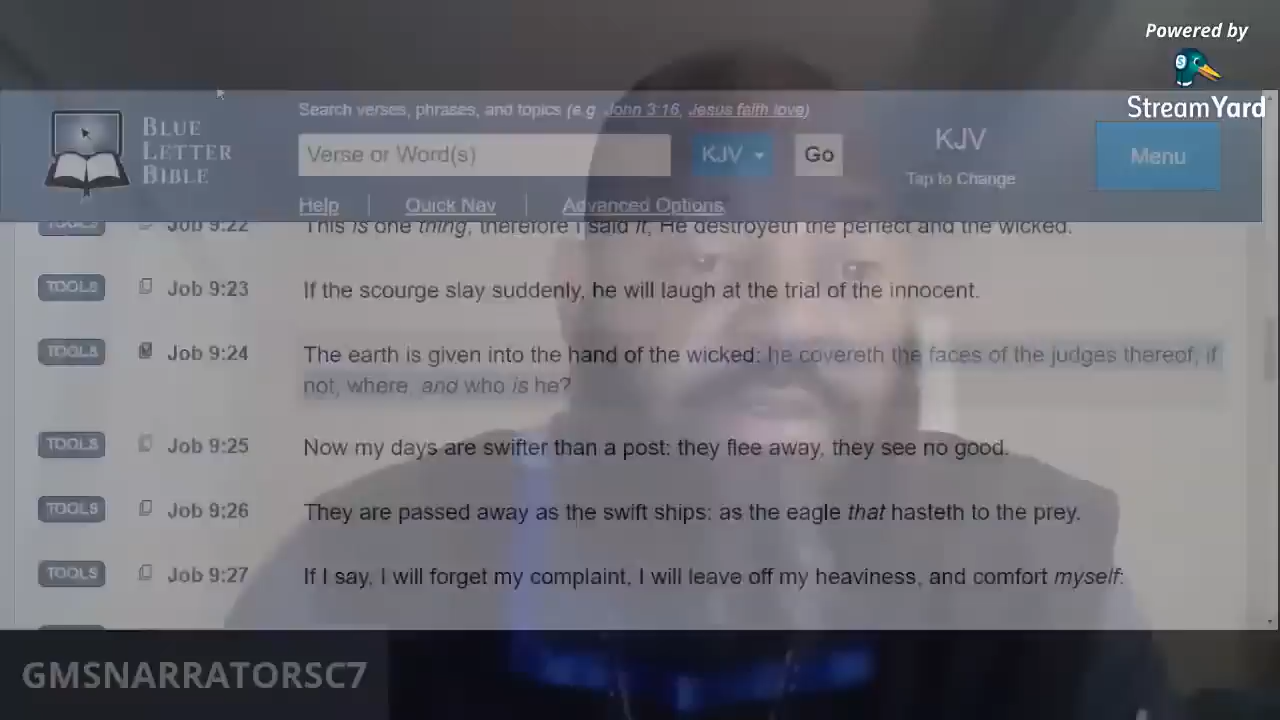 Powered by
StreamYard
Search verses, phrases, and topics (e.g. John 3:16, Jesus faith love)
BLUE
LETTER
BIBLE
Verse or Word(s)
KJV
Go
KJV
Tap to Change
Menu
Help
Quick Nav
Advanced Options
TOOLS Job 9:22 This is one thing, therefore I said it, He destroyeth the perfect and the wicked.
TOOLS Job 9:23 If the scourge slay suddenly, he will laugh at the trial of the innocent.
TOOLS Job 9:24 The earth is given into the hand of the wicked: he covereth the faces of the judges thereof; if
not, where, and who is he?
TOOLS Job 9:25 Now my days are swifter than a post: they flee away, they see no good.
TOOLS Job 9:26 They are passed away as the swift ships: as the eagle that hasteth to the prey.
TOOLS Job 9:27 If I say, I will forget my complaint, I will leave off my heaviness, and comfort myself:
GMSNARRATORSC7